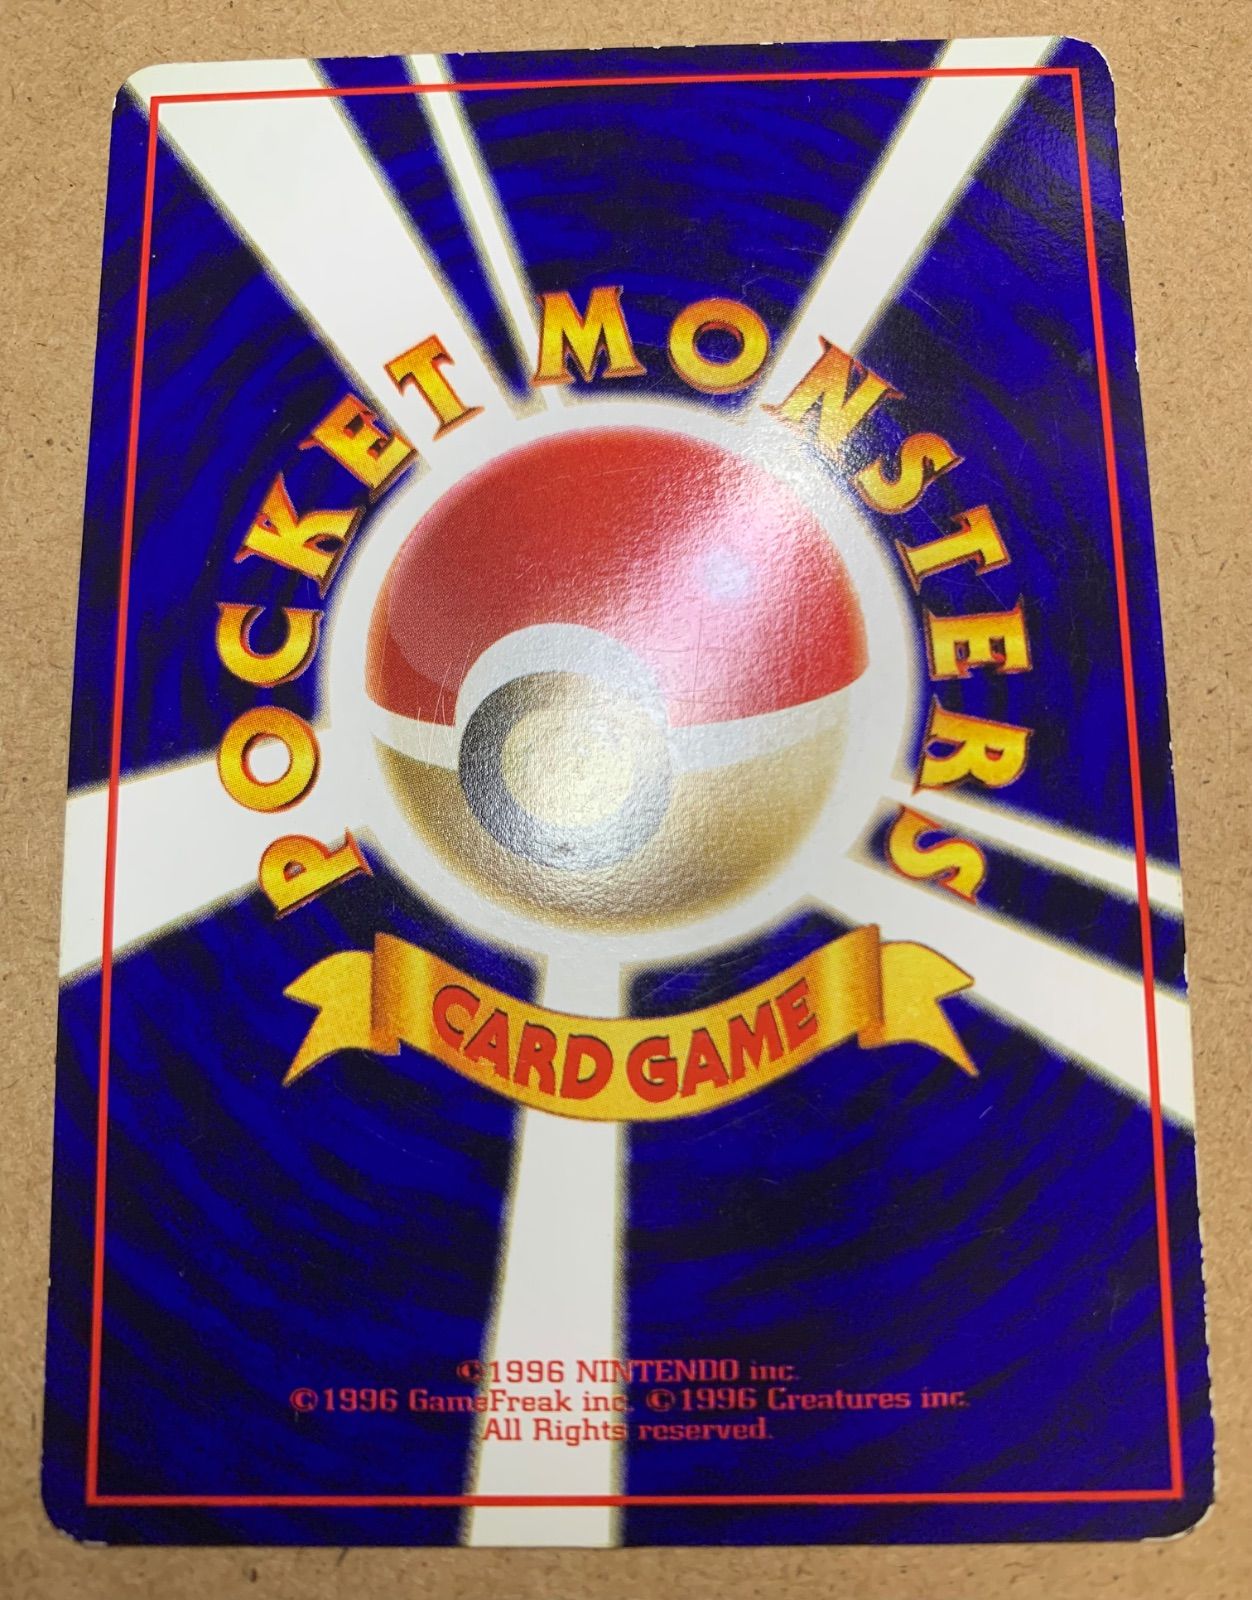 POCKET MONSTERS
CARD GAME
©1996 NINTENDO inc.
©1996 GameFreak inc. ©1996 Creatures inc.
All Rights reserved.